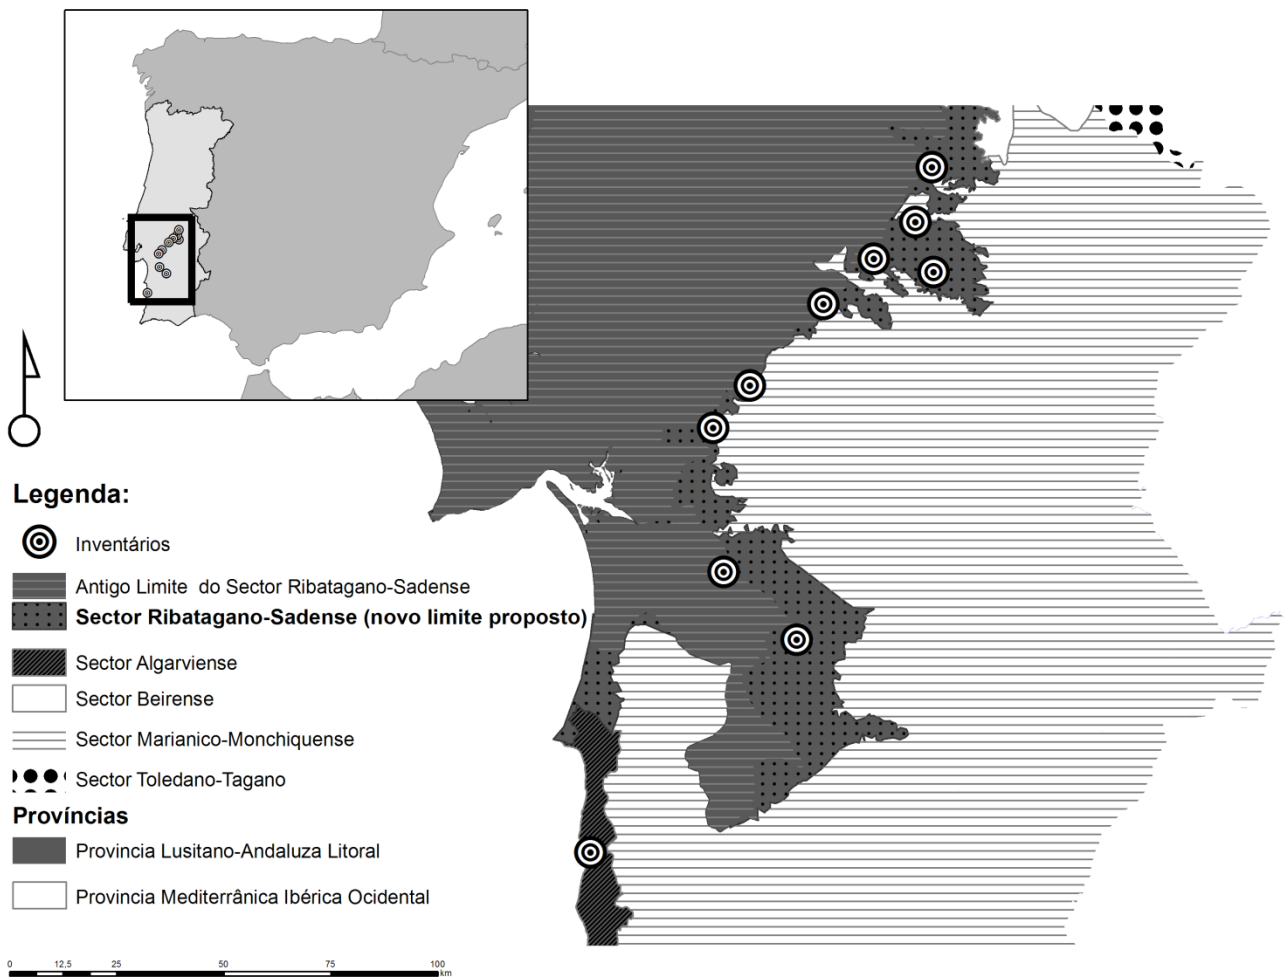 Legenda:
Inventários
Antigo Limite do Sector Ribatagano-Sadense
Sector Ribatagano-Sadense (novo limite proposto)
Sector Algarviense
Sector Beirense
Sector Marianico-Monchiquense
Sector Toledano-Tagano
Províncias
Provincia Lusitano-Andaluza Litoral
Provincia Mediterrânica Ibérica Ocidental
0 12,5 25 50 75 100
km